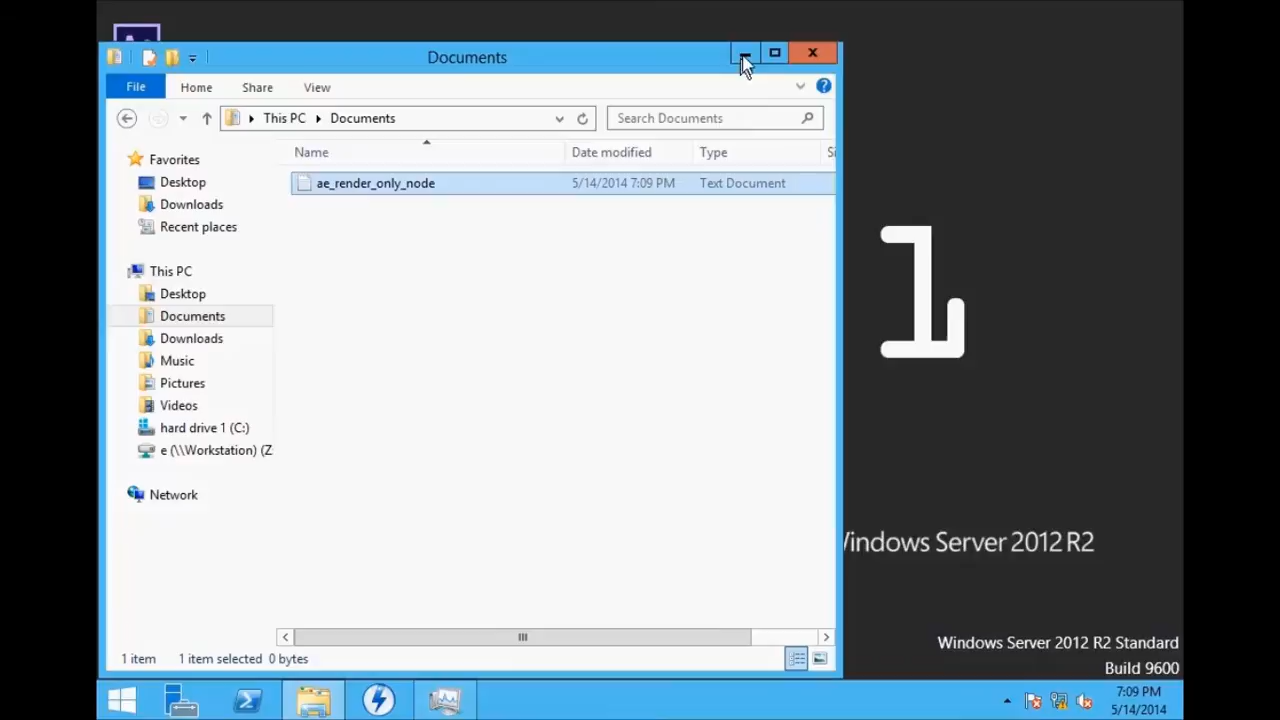 Documents
File Home Share View
This PC Documents
Search Documents
Name Date modified Type
ae_render_only_node 5/14/2014 7:09 PM Text Document
Favorites
Desktop
Downloads
Recent places
This PC
Desktop
Documents
Downloads
Music
Pictures
Videos
hard drive 1 (C:)
e (\\Workstation) (Z
Network
1
Windows Server 2012 R2
1 item 1 item selected 0 bytes
Windows Server 2012 R2 Standard
Build 9600
7:09 PM
5/14/2014